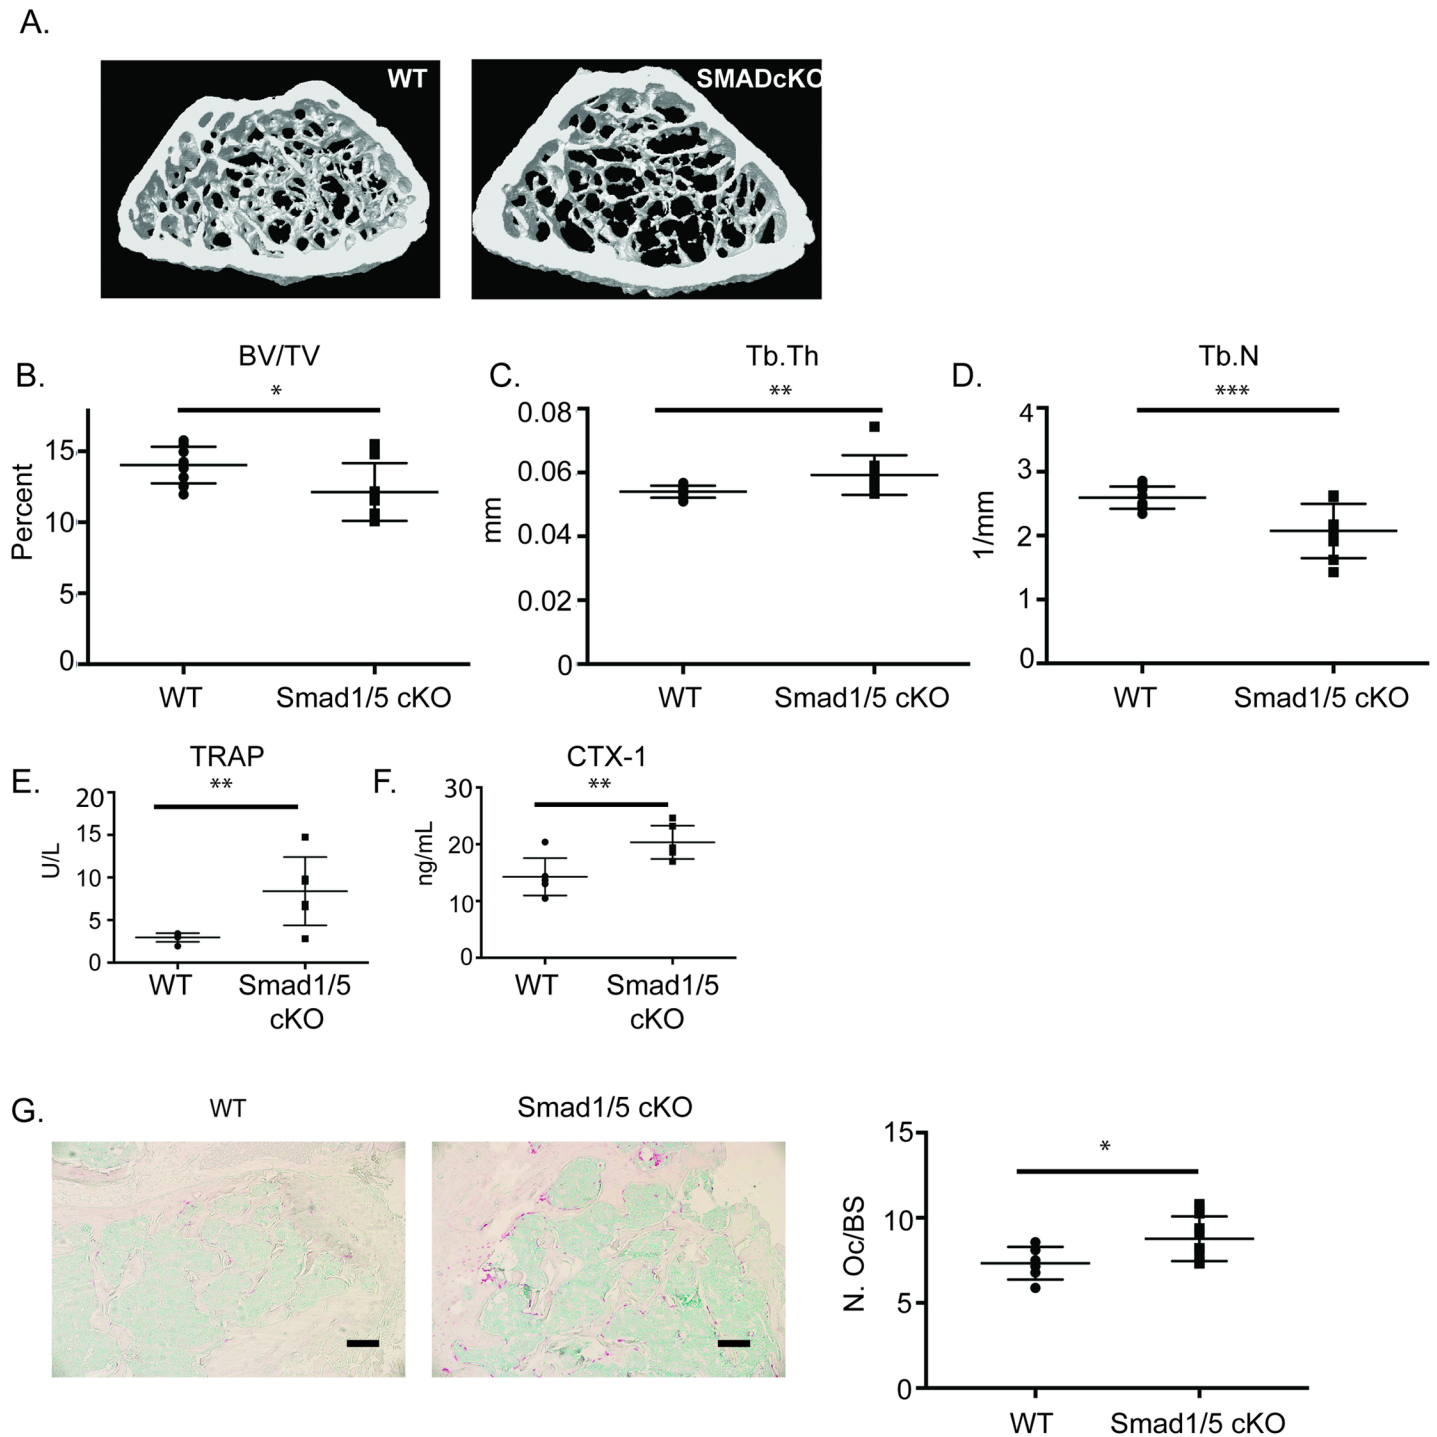 A.
WT
SMADcKO
B.
BV/TV
*
Percent
15
10
5
0
WT
Smad1/5 cKO
C.
Tb.Th
**
mm
0.08
0.06
0.04
0.02
0
WT
Smad1/5 cKO
D.
Tb.N
***
1/mm
4
3
2
1
0
WT
Smad1/5 cKO
E.
TRAP
**
U/L
20
15
10
5
0
WT
Smad1/5
cKO
F.
CTX-1
**
ng/mL
30
20
10
0
WT
Smad1/5
cKO
G.
WT
Smad1/5 cKO
*
N. Oc/BS
15
10
5
0
WT
Smad1/5 cKO